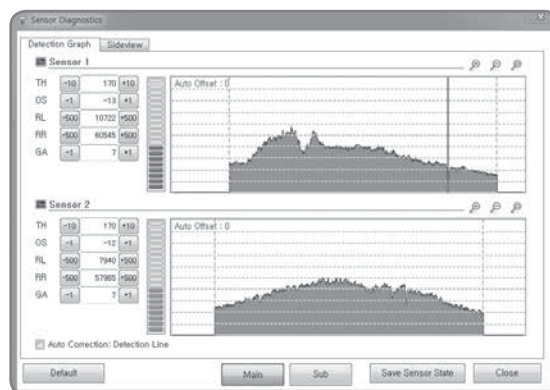 Sensor Diagnostics
Detection Graph Sideview
Sensor 1
TH -10 170 +10
OS -1 -13 +1
RL -500 10722 +500
RR -500 60545 +500
GA -1 7 +1
Auto Offset : 0
Sensor 2
TH -10 170 +10
OS -1 -12 +1
RL -500 7940 +500
RR -500 57965 +500
GA -1 7 +1
Auto Offset : 0
Auto Correction: Detection Line
Default Main Sub Save Sensor State Close